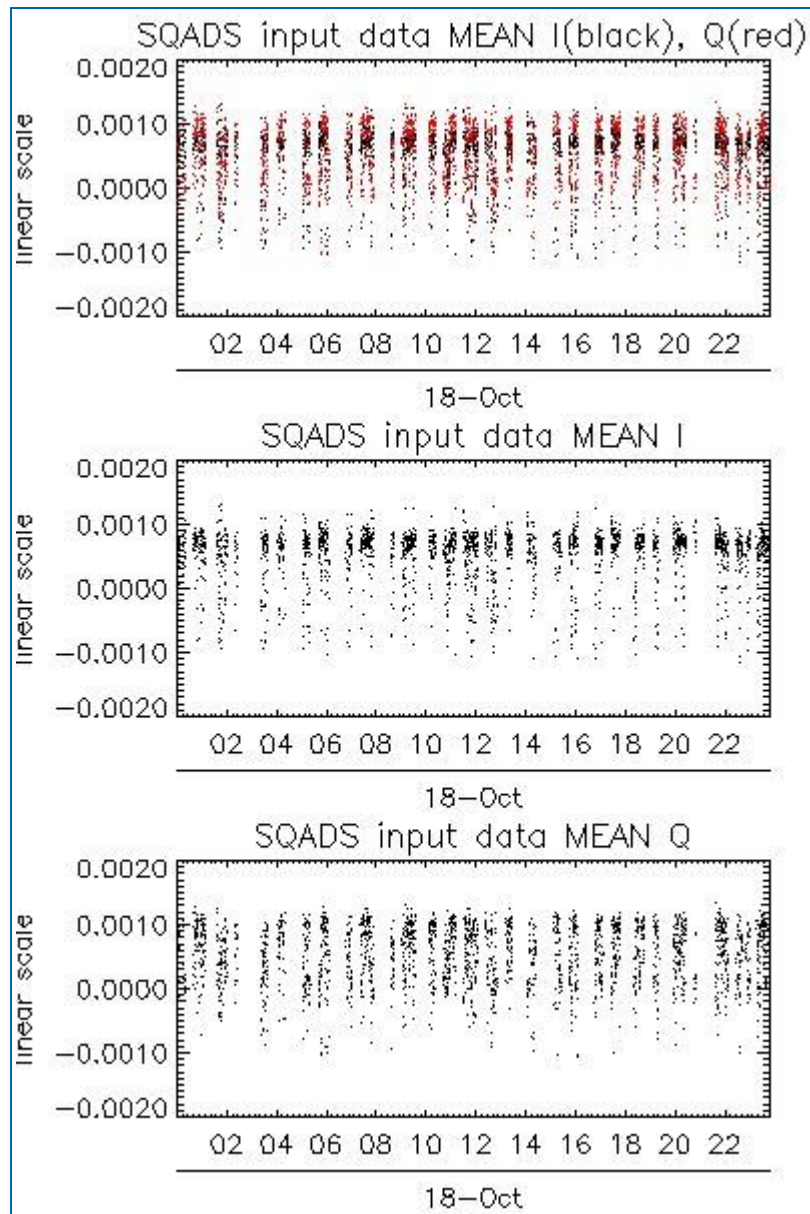 SQADS input data MEAN I(black), Q(red)
linear scale
0.0020
0.0010
0.0000
−0.0010
−0.0020
02 04 06 08 10 12 14 16 18 20 22
18−Oct
SQADS input data MEAN I
linear scale
0.0020
0.0010
0.0000
−0.0010
−0.0020
02 04 06 08 10 12 14 16 18 20 22
18−Oct
SQADS input data MEAN Q
linear scale
0.0020
0.0010
0.0000
−0.0010
−0.0020
02 04 06 08 10 12 14 16 18 20 22
18−Oct